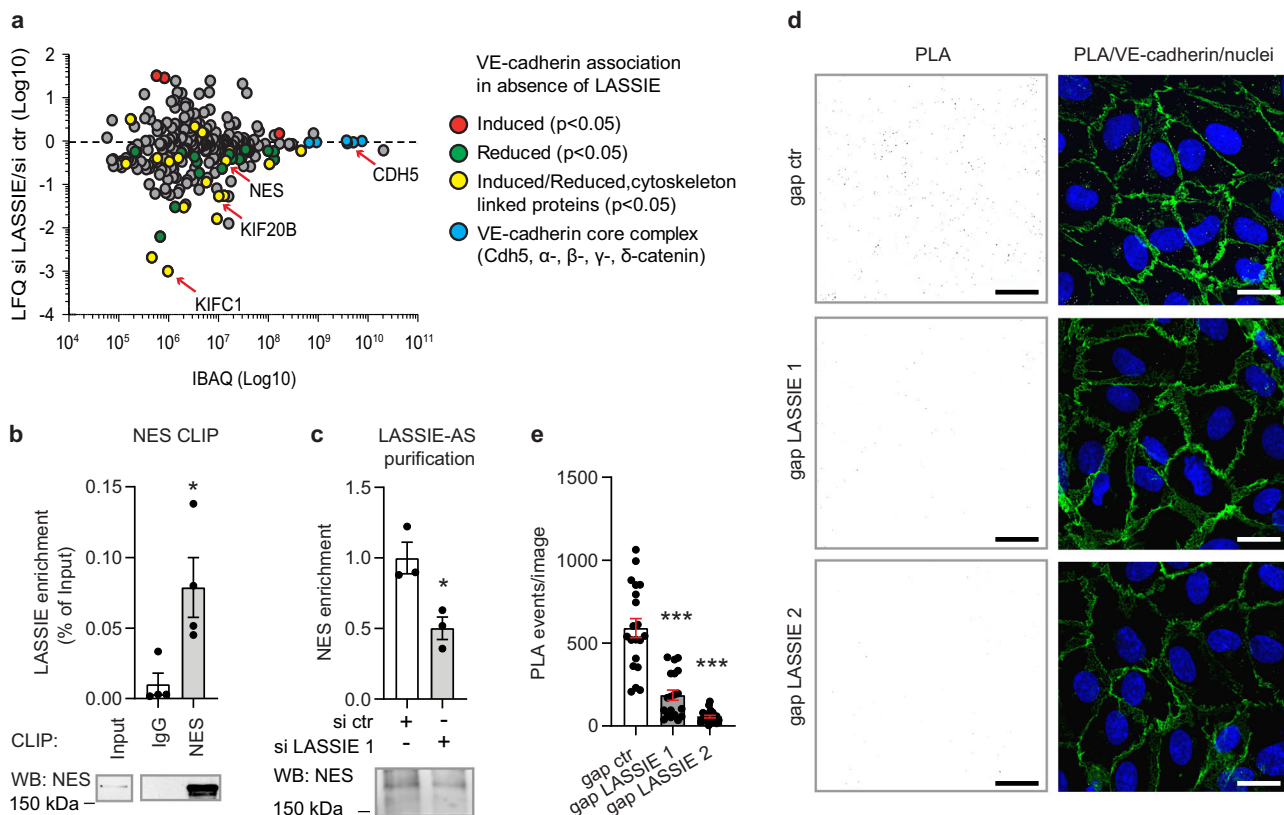 a
LFQ si LASSIE/si ctr (Log10)
2
1
0
-1
-2
-3
-4
10⁴
10⁵
10⁶
10⁷
10⁸
10⁹
10¹⁰
10¹¹
IBAQ (Log10)
NES
KIF20B
KIFC1
CDH5
VE-cadherin association
in absence of LASSIE
Induced (p<0.05)
Reduced (p<0.05)
Induced/Reduced,cytoskeleton
linked proteins (p<0.05)
VE-cadherin core complex
(Cdh5, α-, β-, γ-, δ-catenin)
b
NES CLIP
LASSIE enrichment
(% of Input)
0.15
0.10
0.05
0.00
*
CLIP:
Input
IgG
NES
WB: NES
150 kDa
c
LASSIE-AS
purification
NES enrichment
1.5
1.0
0.5
0.0
*
si ctr + -
si LASSIE 1 - +
WB: NES
150 kDa
e
PLA events/image
1500
1000
500
0
***
***
gap ctr
gap LASSIE 1
gap LASSIE 2
d
PLA
PLA/VE-cadherin/nuclei
gap ctr
gap LASSIE 1
gap LASSIE 2